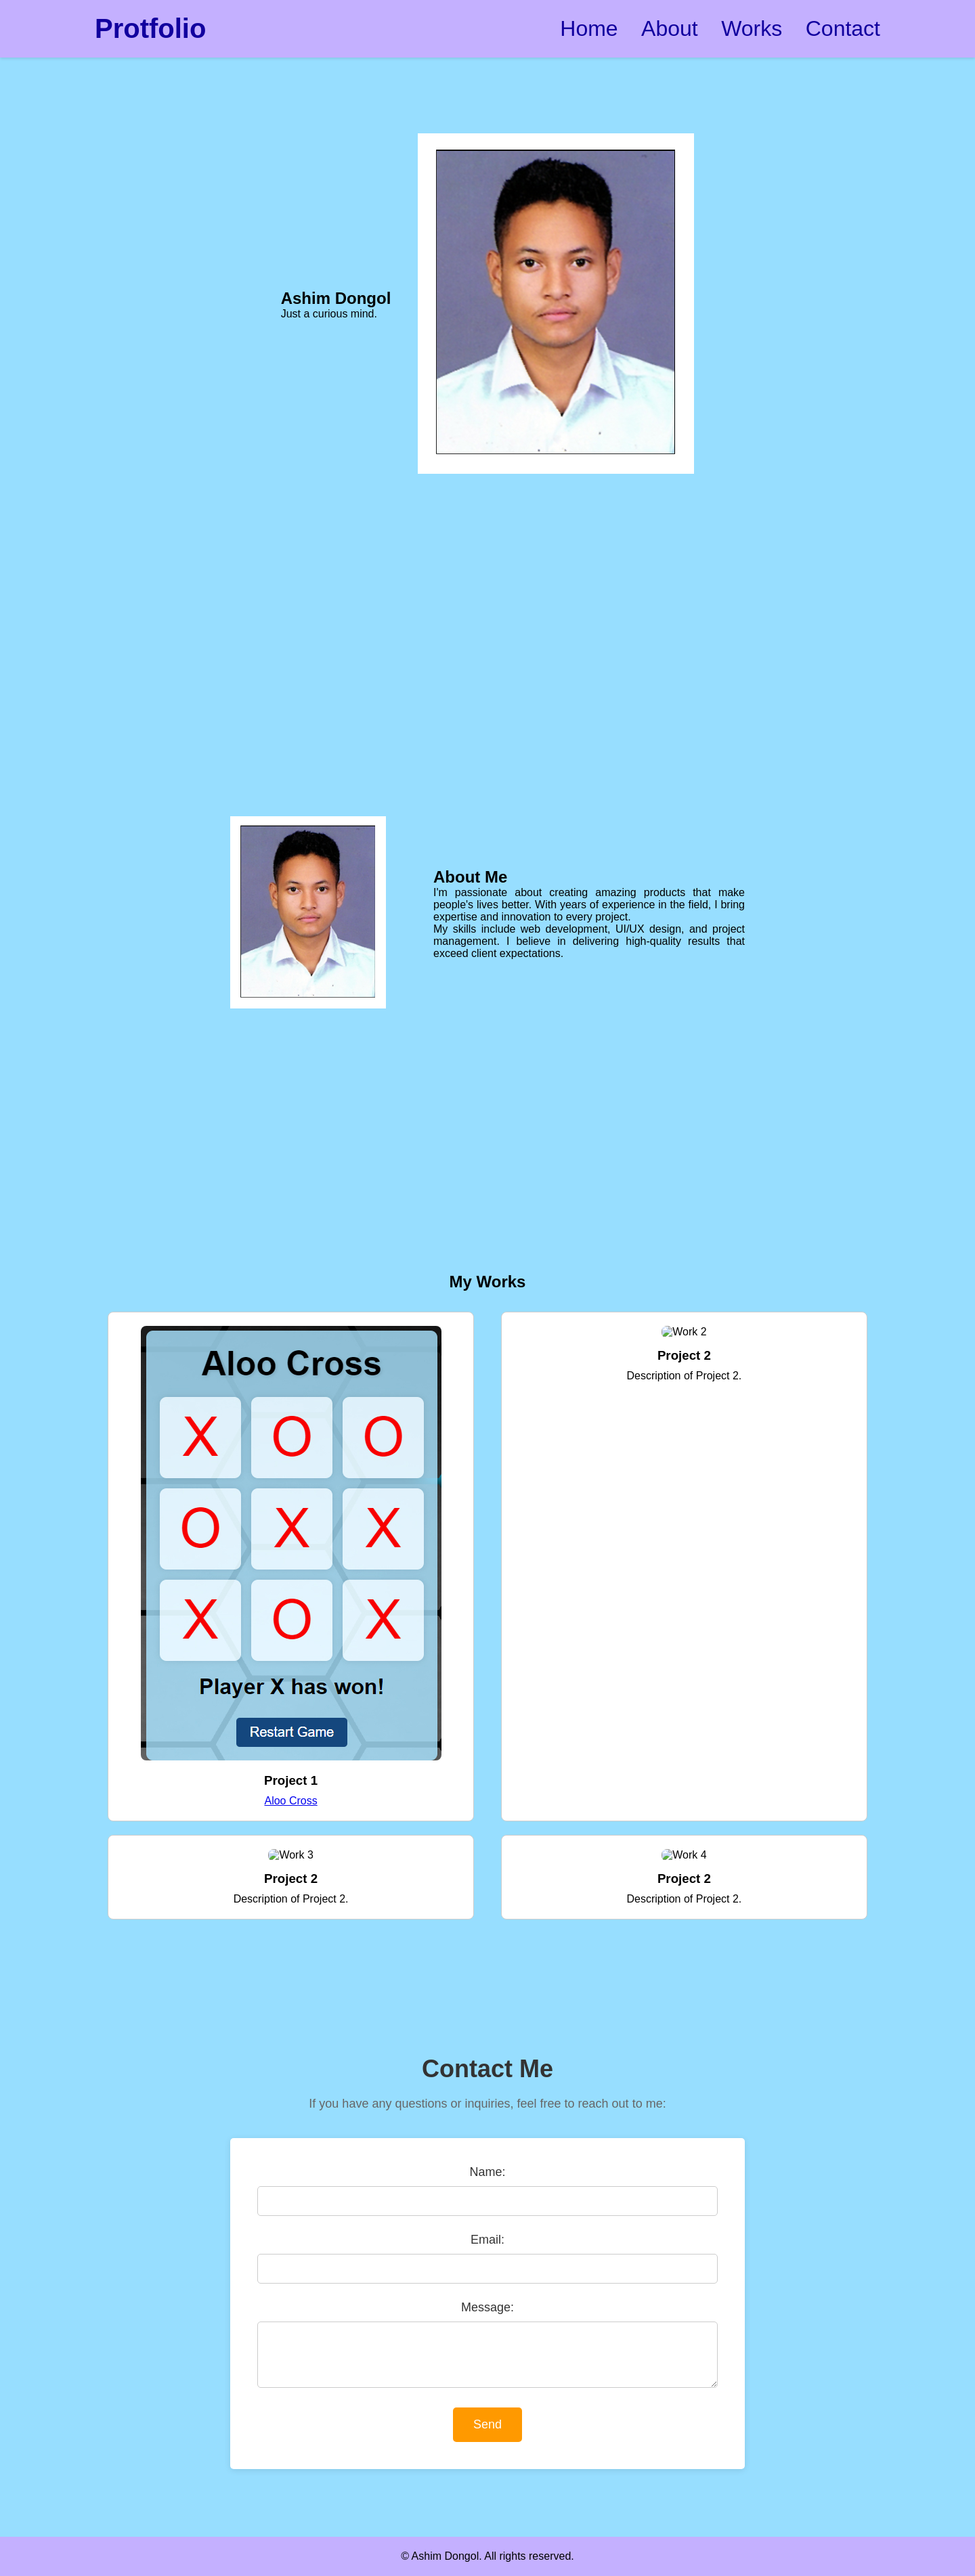 Protfolio
Home About Works Contact
Ashim Dongol
Just a curious mind.
About Me
I'm passionate about creating amazing products that make
people's lives better. With years of experience in the field, I bring
expertise and innovation to every project.
My skills include web development, UI/UX design, and project
management. I believe in delivering high-quality results that
exceed client expectations.
My Works
Aloo Cross
X O O
O X X
X O X
Player X has won!
Restart Game
Project 1
Aloo Cross
Work 2
Project 2
Description of Project 2.
Work 3
Project 2
Description of Project 2.
Work 4
Project 2
Description of Project 2.
Contact Me
If you have any questions or inquiries, feel free to reach out to me:
Name:
Email:
Message:
Send
© Ashim Dongol. All rights reserved.